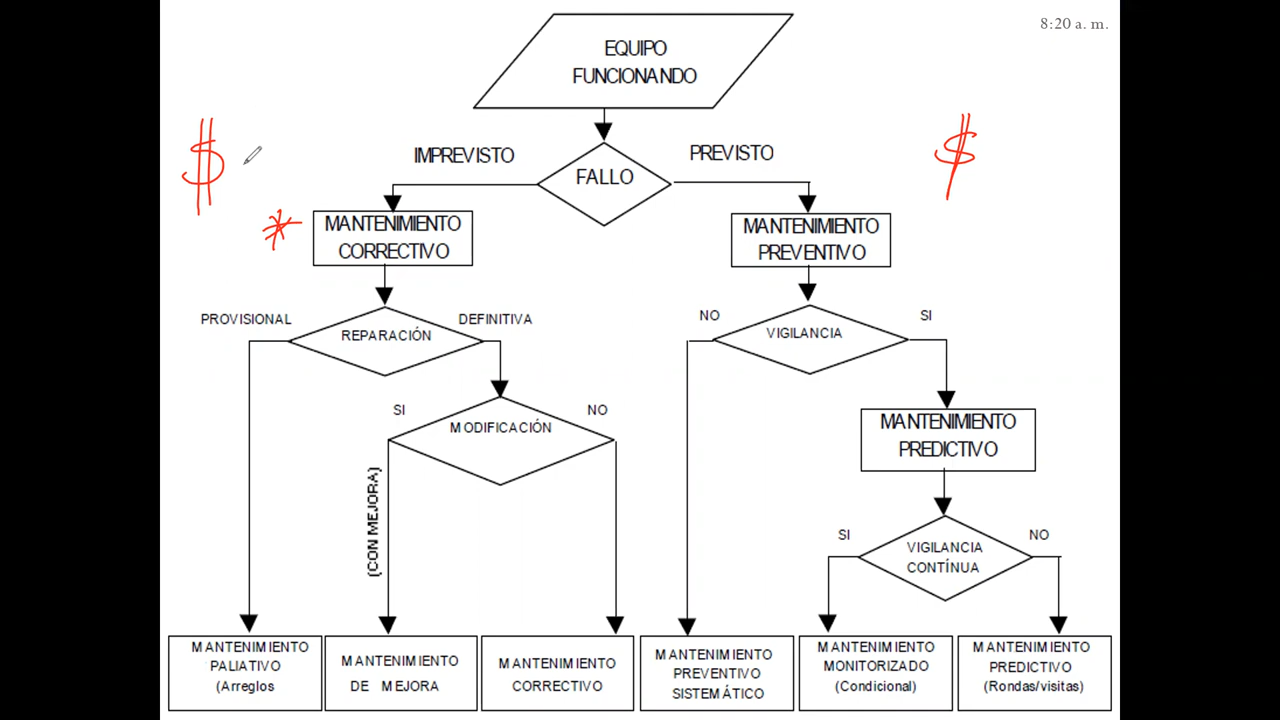 8:20 a. m.
EQUIPO
FUNCIONANDO
IMPREVISTO
PREVISTO
FALLO
$
$
*
MANTENIMIENTO
CORRECTIVO
MANTENIMIENTO
PREVENTIVO
PROVISIONAL
REPARACIÓN
DEFINITIVA
NO
VIGILANCIA
SI
SI
MODIFICACIÓN
NO
MANTENIMIENTO
PREDICTIVO
(CON MEJORA)
SI
VIGILANCIA
CONTÍNUA
NO
MANTENIMIENTO
PALIATIVO
(Arreglos
MANTENIMIENTO
DE MEJORA
MANTENIMIENTO
CORRECTIVO
MANTENIMIENTO
PREVENTIVO
SISTEMÁTICO
MANTENIMIENTO
MONITORIZADO
(Condicional)
MANTENIMIENTO
PREDICTIVO
(Rondas/visitas)